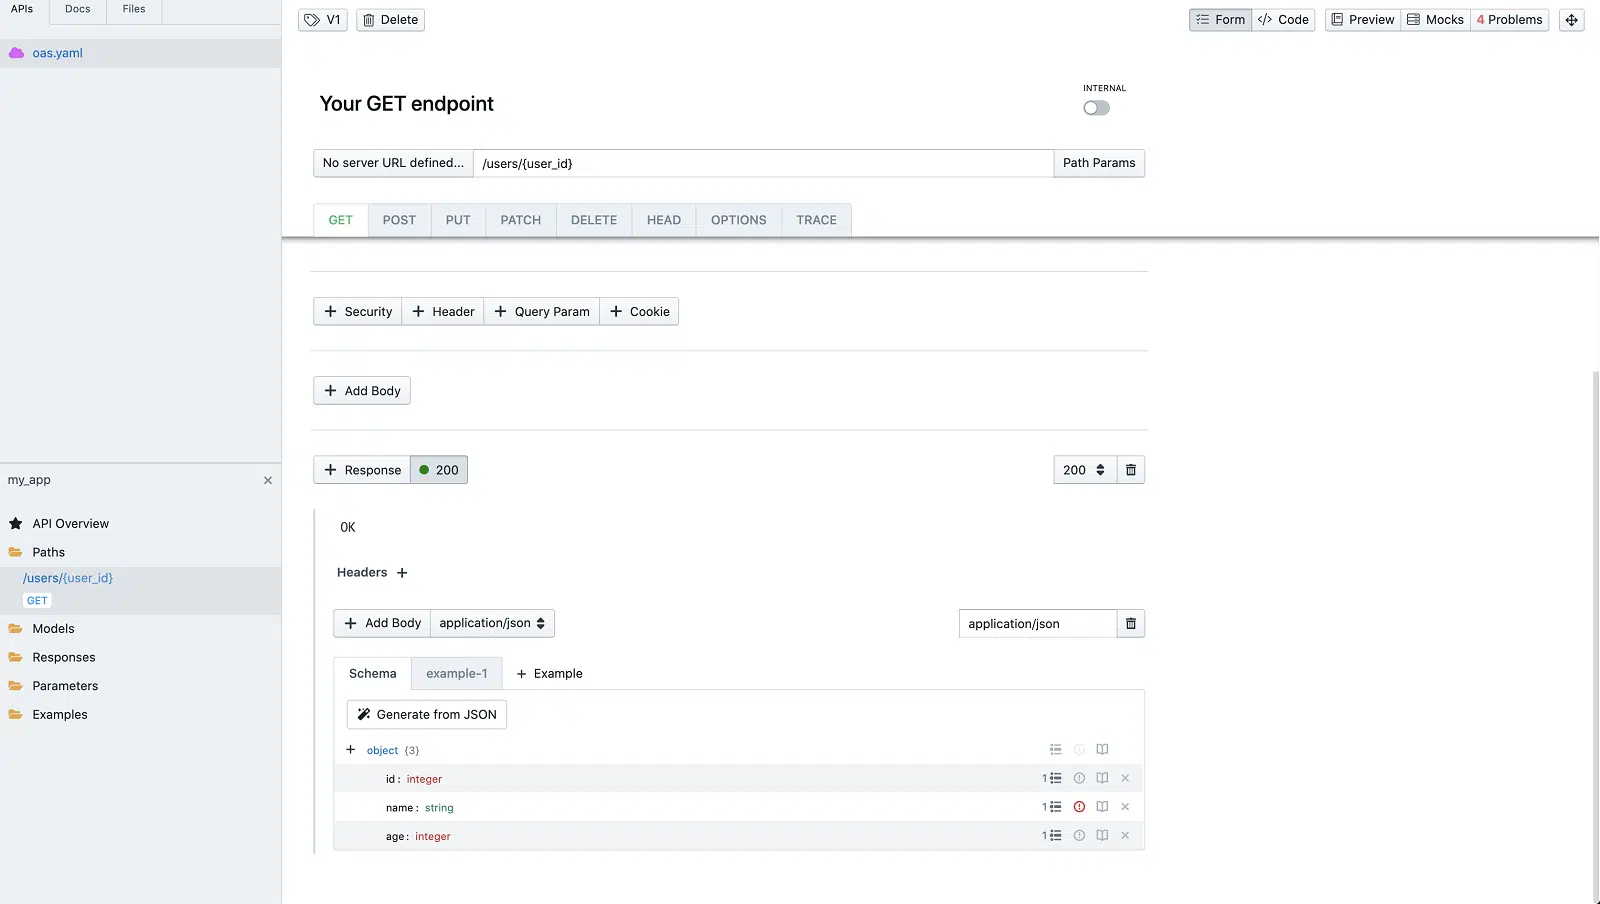 APIs Docs Files
V1 Delete
Form Code Preview Mocks 4 Problems
oas.yaml
INTERNAL
Your GET endpoint
No server URL defined... /users/{user_id} Path Params
GET POST PUT PATCH DELETE HEAD OPTIONS TRACE
+ Security + Header + Query Param + Cookie
+ Add Body
+ Response 200
200
OK
Headers +
+ Add Body application/json
application/json
Schema example-1 + Example
Generate from JSON
+ object {3}
id : integer 1
name : string 1
age : integer 1
my_app
API Overview
Paths
/users/{user_id}
GET
Models
Responses
Parameters
Examples